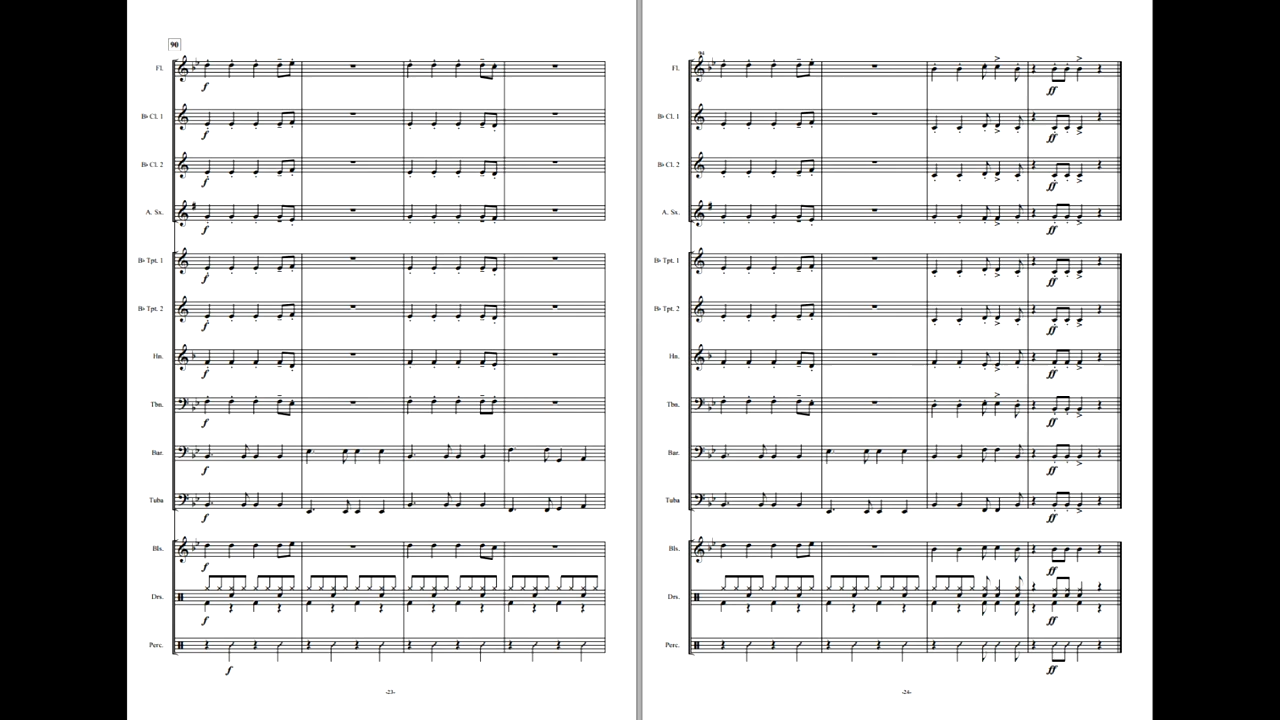 90
Fl.
f
B♭ Cl. 1
f
B♭ Cl. 2
f
A. Sx.
f
B♭ Tpt. 1
f
B♭ Tpt. 2
f
Hn.
f
Tbn.
f
Bar.
f
Tuba
f
Bls.
f
Drs.
f
Perc.
f
-23-
94
Fl.
ff
B♭ Cl. 1
ff
B♭ Cl. 2
ff
A. Sx.
ff
B♭ Tpt. 1
ff
B♭ Tpt. 2
ff
Hn.
ff
Tbn.
ff
Bar.
ff
Tuba
ff
Bls.
ff
Drs.
ff
Perc.
ff
-24-